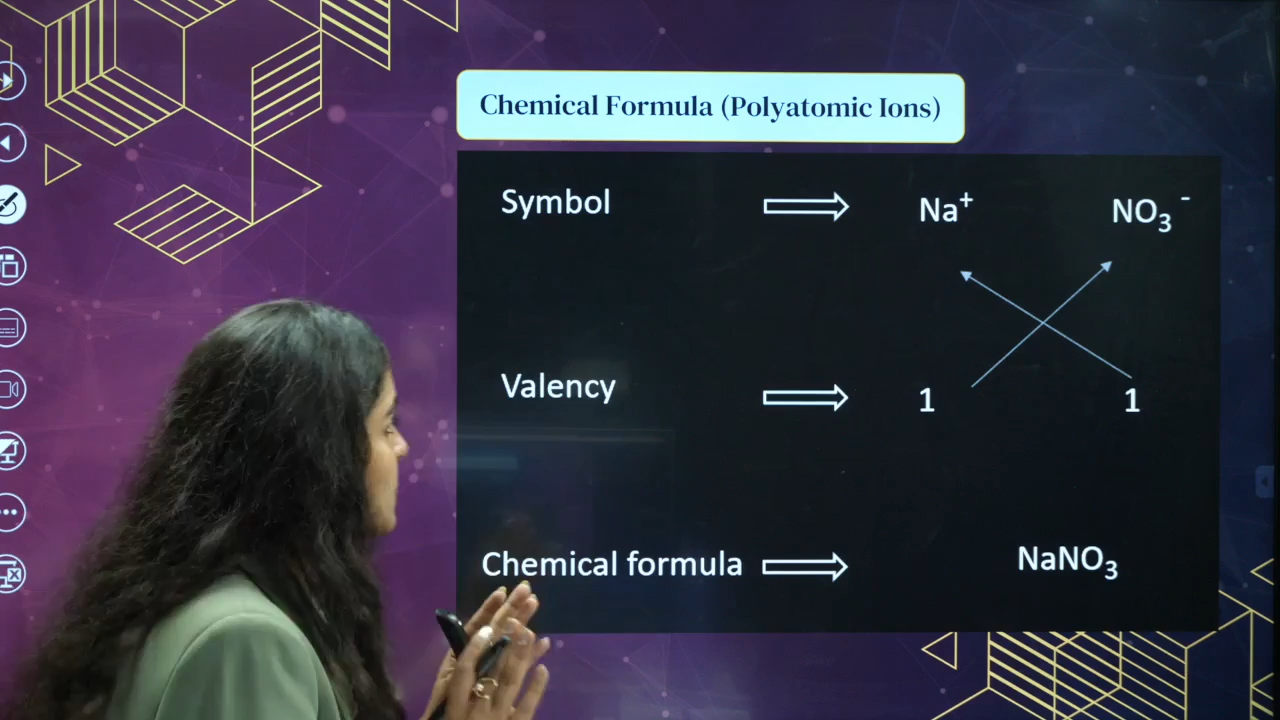 Chemical Formula (Polyatomic Ions)
Symbol Na⁺ NO₃⁻
Valency 1 1
Chemical formula NaNO₃